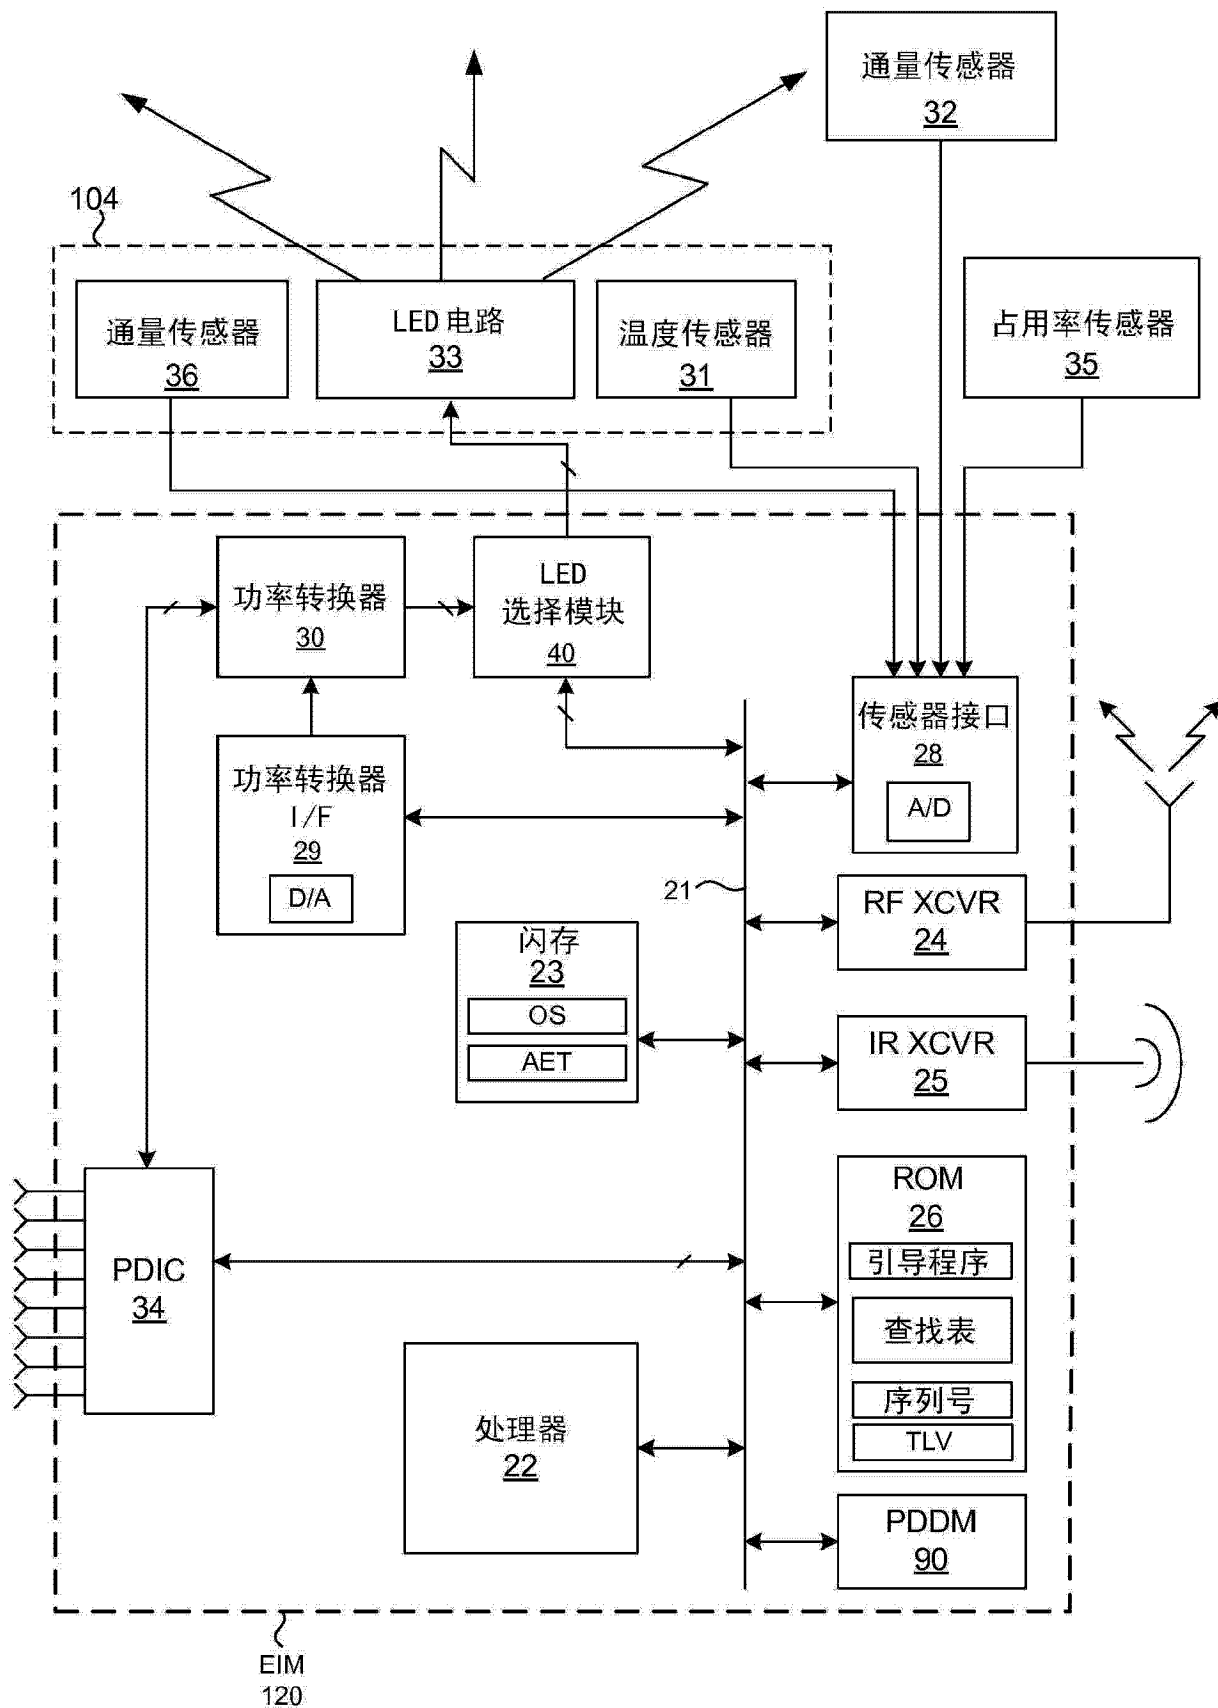 通量传感器
32
104
通量传感器
36
LED 电路
33
温度传感器
31
占用率传感器
35
功率转换器
30
LED
选择模块
40
传感器接口
28
A/D
功率转换器
I/F
29
D/A
21
RF XCVR
24
闪存
23
OS
AET
IR XCVR
25
PDIC
34
ROM
26
引导程序
查找表
序列号
TLV
处理器
22
PDDM
90
EIM
120